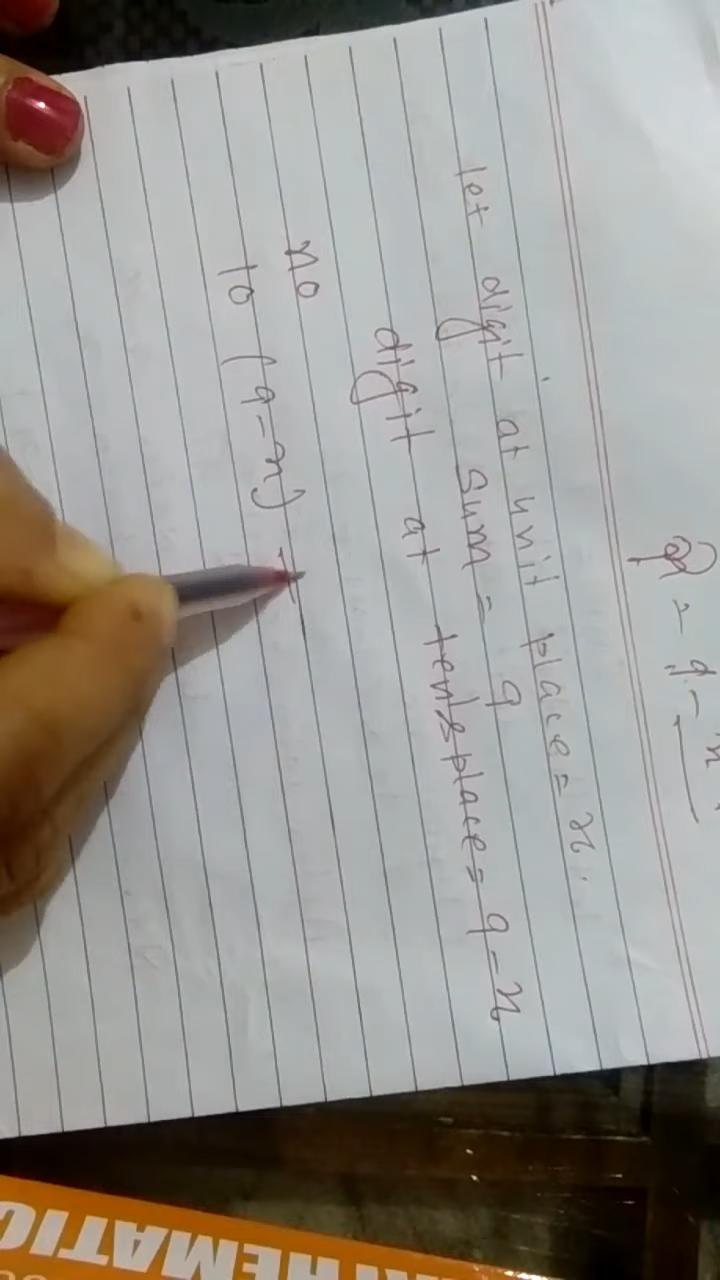 let digit at unit place = x.
sum = 9
digit at tens place = 9 - x
no
10 (9 - x) +